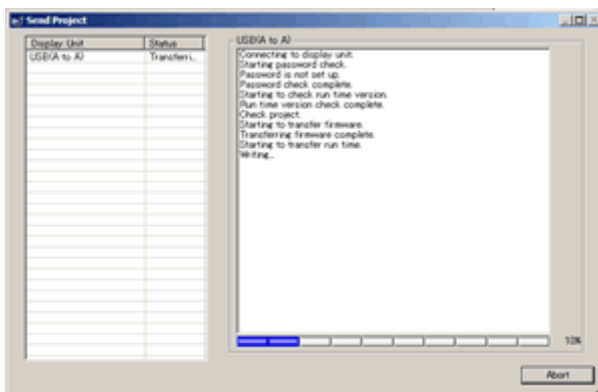 Send Project
Display Unit Status
USB(A to A) Transferri..
USB(A to A)
Connecting to display unit.
Starting password check.
Password is not set up.
Password check complete.
Starting to check run time version.
Run time version check complete.
Check project.
Starting to transfer firmware.
Transferring firmware complete.
Starting to transfer run time.
Writing..
10%
Abort